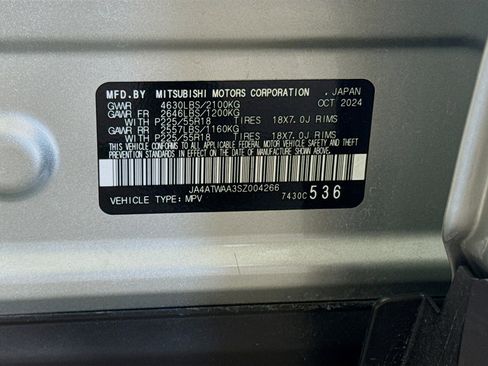 MFD.BY MITSUBISHI MOTORS CORPORATION . JAPAN
GVWR 4630LBS/2100KG OCT 2024
GAWR FR 2646LBS/1200KG
WITH P225/55R18 TIRES 18X7.0J RIMS
GAWR RR 2557LBS/1160KG
WITH P225/55R18 TIRES 18X7.0J RIMS
THIS VEHICLE CONFORMS TO ALL APPLICABLE
FEDERAL MOTOR VEHICLE SAFETY AND THEFT
PREVENTION STANDARDS IN EFFECT ON THE DATE OF MANUFACTURE SHOWN ABOVE.
JA4ATWAA3SZ004266
VEHICLE TYPE: MPV 7430C 536